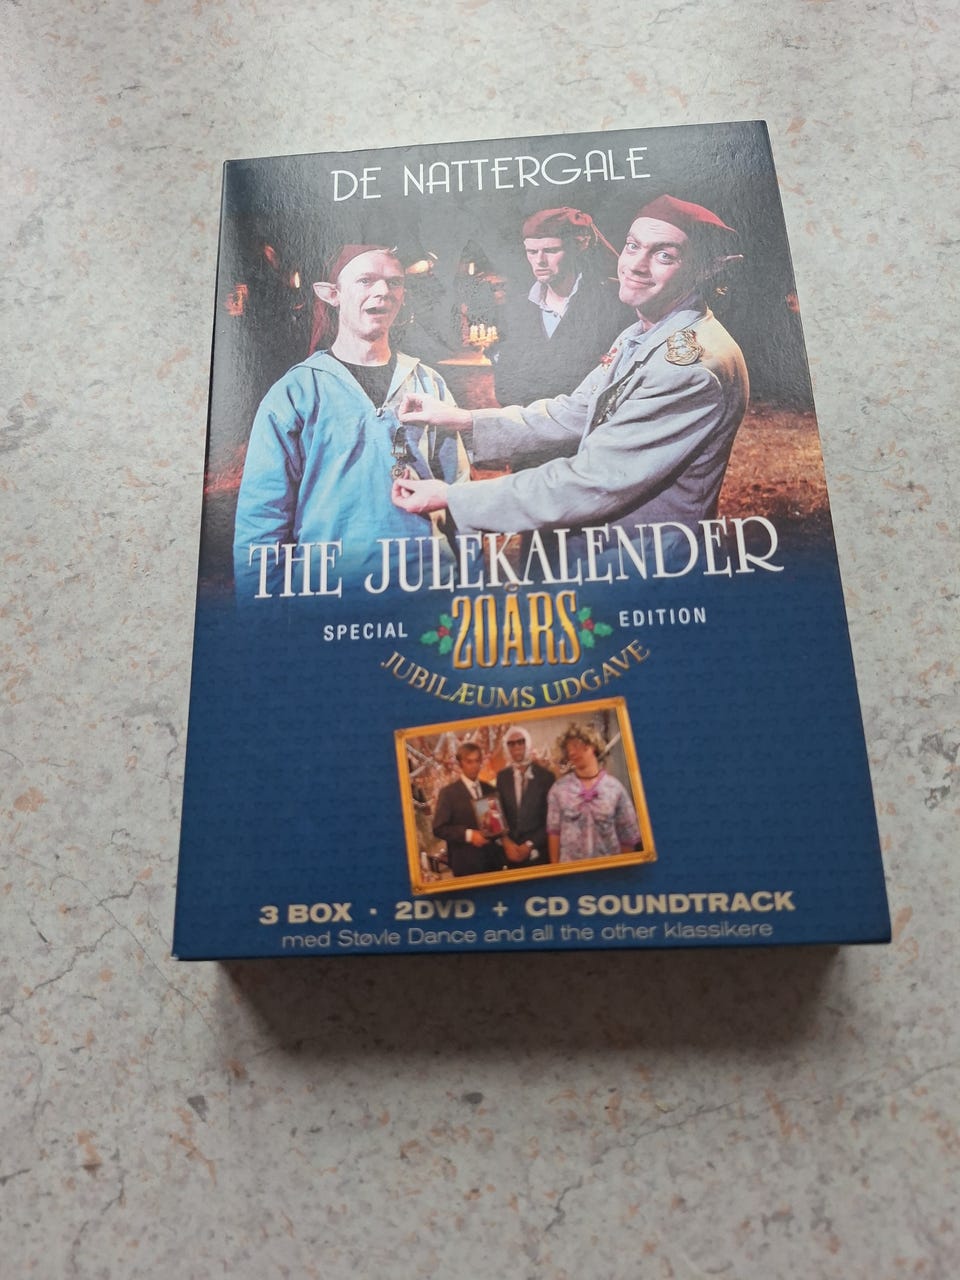 DE NATTERGALE
THE JULEKALENDER
SPECIAL 20ÅRS EDITION
JUBILÆUMS UDGAVE
3 BOX · 2DVD + CD SOUNDTRACK
med Støvle Dance and all the other klassikere